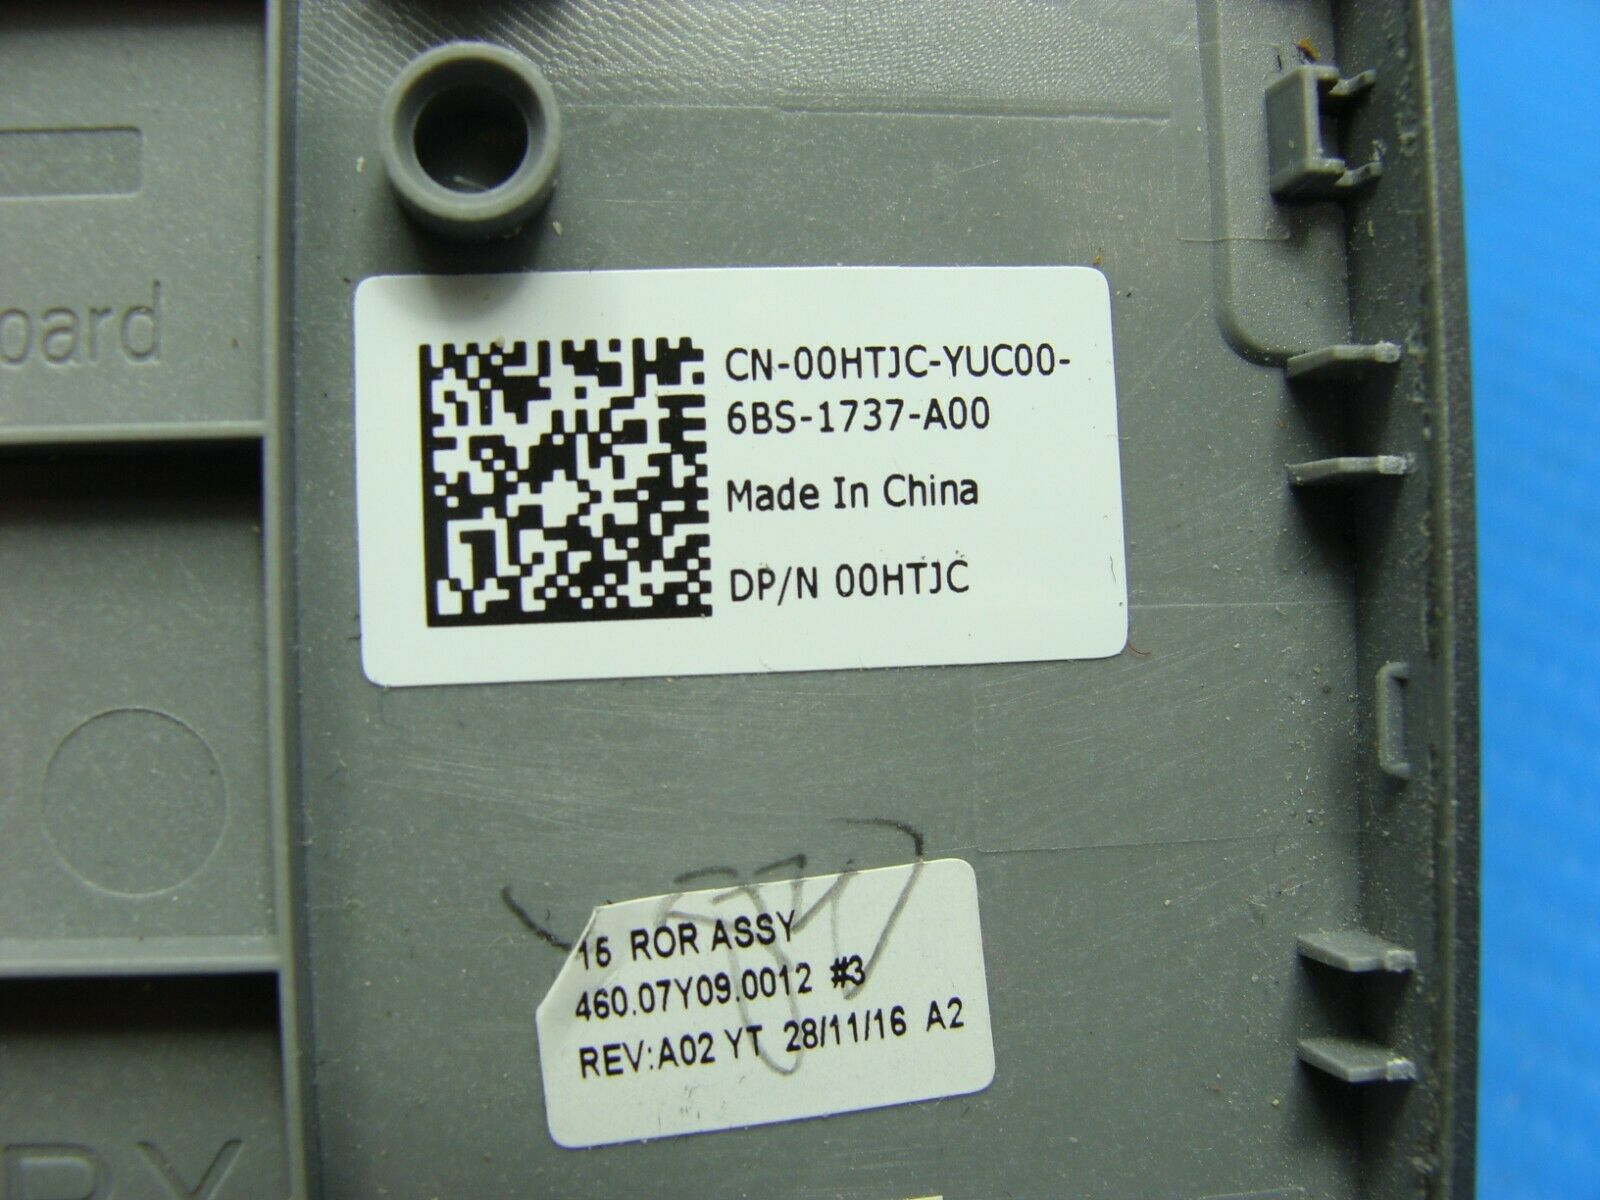 CN-00HTJC-YUC00-
6BS-1737-A00
Made In China
DP/N 00HTJC
oard
15 ROR ASSY
460.07Y09.0012 #3
REV:A02 YT 28/11/16 A2
RY